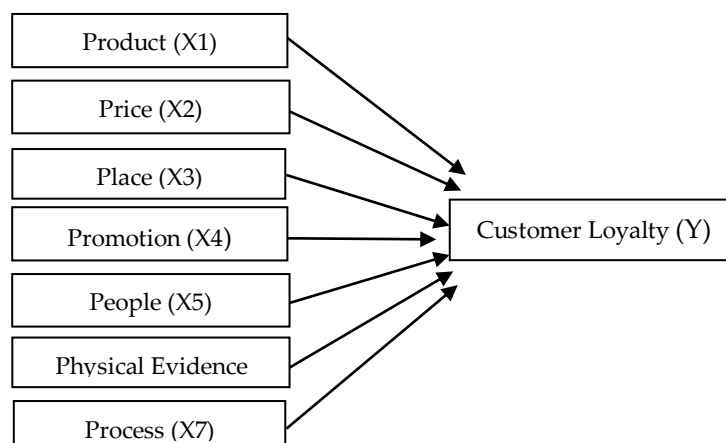 Product (X1)
Price (X2)
Place (X3)
Promotion (X4)
People (X5)
Physical Evidence
Process (X7)
Customer Loyalty (Y)